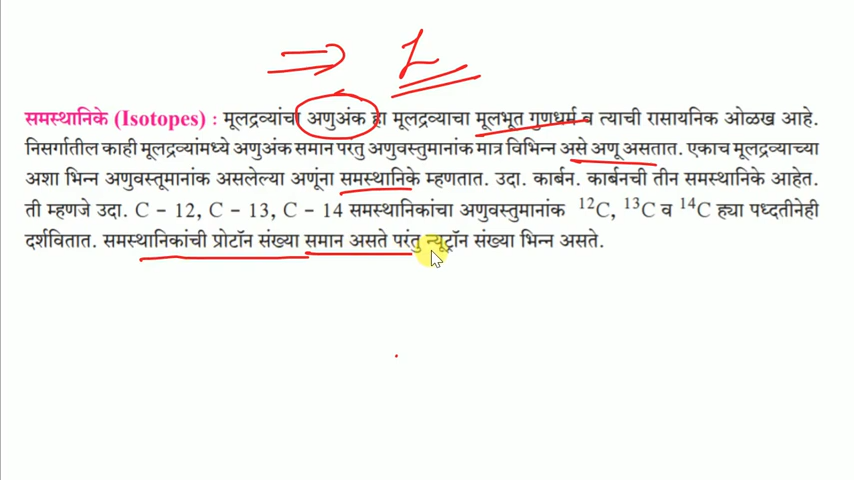 ⇒ Z
समस्थानिके (Isotopes) : मूलद्रव्यांचा अणुअंक हा मूलद्रव्याचा मूलभूत गुणधर्म व त्याची रासायनिक ओळख आहे.
निसर्गातील काही मूलद्रव्यांमध्ये अणुअंक समान परंतु अणुवस्तुमानांक मात्र विभिन्न असे अणू असतात. एकाच मूलद्रव्याच्या
अशा भिन्न अणुवस्तूमानांक असलेल्या अणूंना समस्थानिके म्हणतात. उदा. कार्बन. कार्बनची तीन समस्थानिके आहेत.
ती म्हणजे उदा. C – 12, C – 13, C – 14 समस्थानिकांचा अणुवस्तुमानांक ¹²C, ¹³C व ¹⁴C ह्या पध्दतीनेही
दर्शवितात. समस्थानिकांची प्रोटॉन संख्या समान असते परंतु न्यूट्रॉन संख्या भिन्न असते.